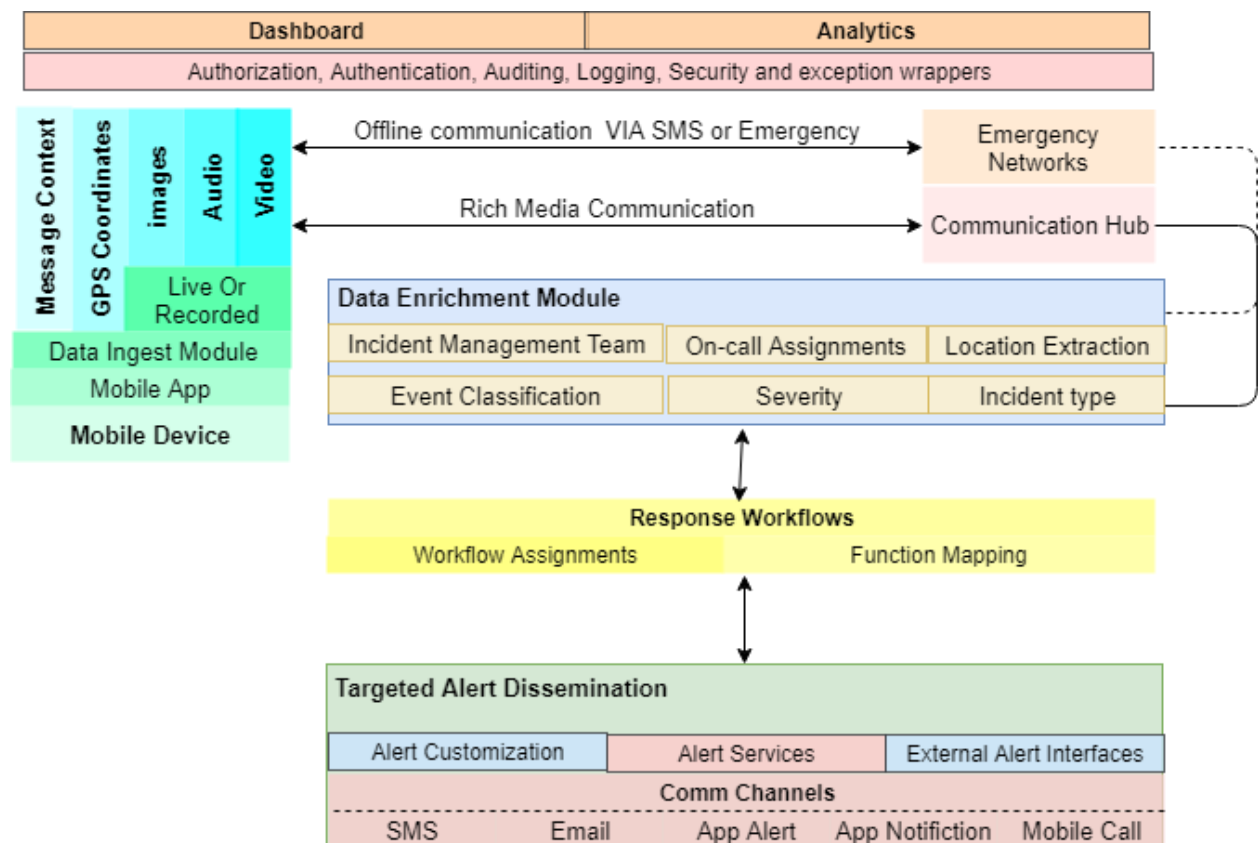 Dashboard
Analytics
Authorization, Authentication, Auditing, Logging, Security and exception wrappers
Message Context
GPS Coordinates
images
Audio
Video
Offline communication VIA SMS or Emergency
Emergency
Networks
Rich Media Communication
Communication Hub
Live Or
Recorded
Data Ingest Module
Mobile App
Mobile Device
Data Enrichment Module
Incident Management Team
On-call Assignments
Location Extraction
Event Classification
Severity
Incident type
Response Workflows
Workflow Assignments
Function Mapping
Targeted Alert Dissemination
Alert Customization
Alert Services
External Alert Interfaces
Comm Channels
SMS
Email
App Alert
App Notifiction
Mobile Call